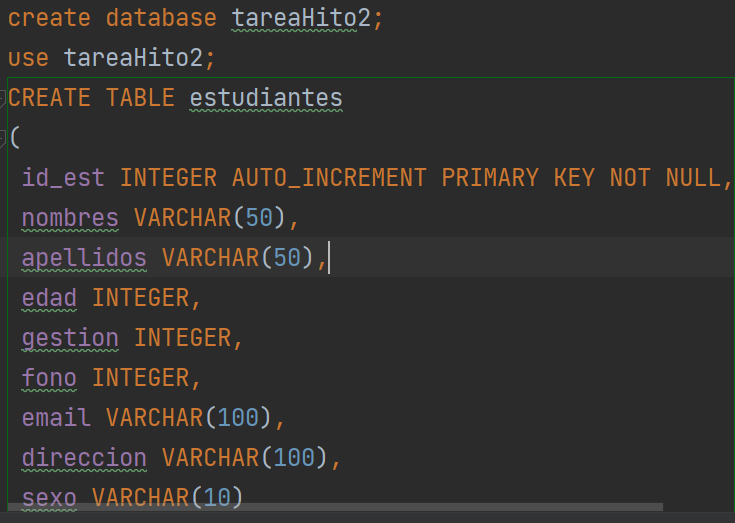 create database tareaHito2;
use tareaHito2;
CREATE TABLE estudiantes
(
id_est INTEGER AUTO_INCREMENT PRIMARY KEY NOT NULL,
nombres VARCHAR(50),
apellidos VARCHAR(50),
edad INTEGER,
gestion INTEGER,
fono INTEGER,
email VARCHAR(100),
direccion VARCHAR(100),
sexo VARCHAR(10)